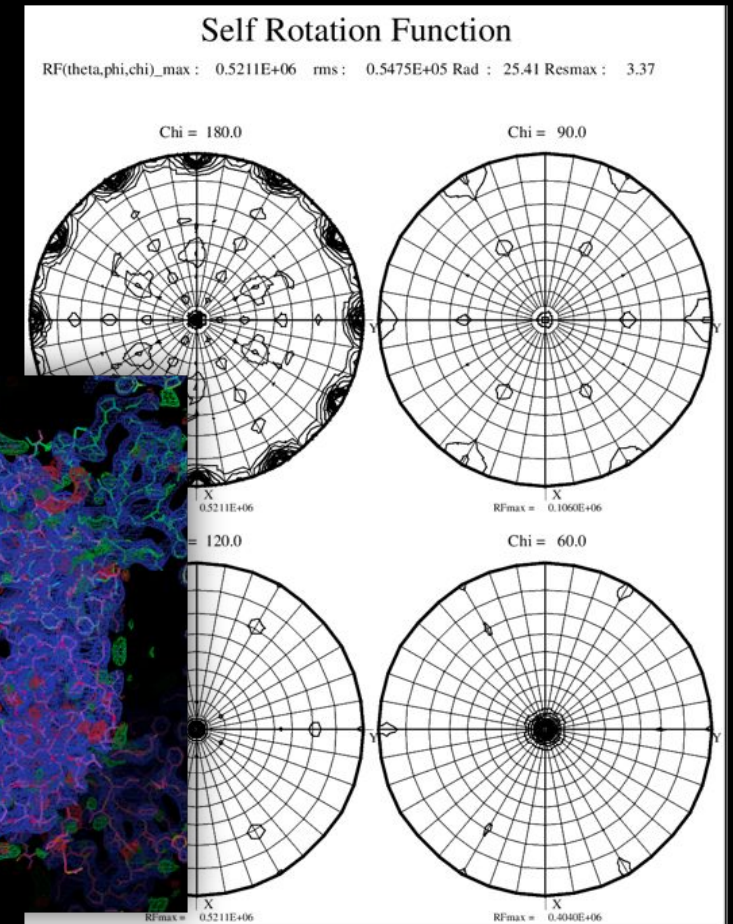 Self Rotation Function
RF(theta,phi,chi)_max : 0.5211E+06 rms : 0.5475E+05 Rad : 25.41 Resmax : 3.37
Chi = 180.0
Chi = 90.0
Y
Y
X
X
0.5211E+06
RFmax = 0.1060E+06
= 120.0
Chi = 60.0
Y
Y
X
X
RFmax = 0.5211E+06
RFmax = 0.4040E+06